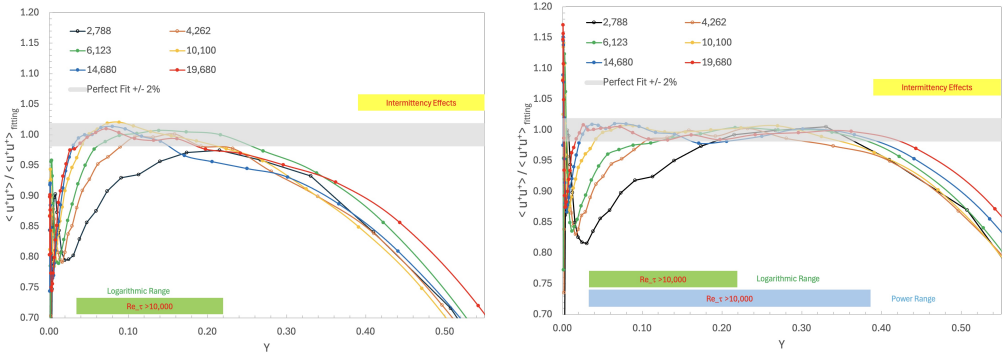 1.20
1.15
1.10
1.05
1.00
0.95
0.90
0.85
0.80
0.75
0.70
< u⁺u⁺> / < u⁺u⁺> fitting
2,788 4,262
6,123 10,100
14,680 19,680
Perfect Fit +/- 2%
Intermittency Effects
Logarithmic Range
Re_τ >10,000
0.00 0.10 0.20 0.30 0.40 0.50
Y
1.20
1.15
1.10
1.05
1.00
0.95
0.90
0.85
0.80
0.75
0.70
< u⁺u⁺> / < u⁺u⁺> fitting
2,788 4,262
6,123 10,100
14,680 19,680
Perfect Fit +/- 2%
Intermittency Effects
Re_τ >10,000 Logarithmic Range
Re_τ >10,000 Power Range
0.00 0.10 0.20 0.30 0.40 0.50
Y